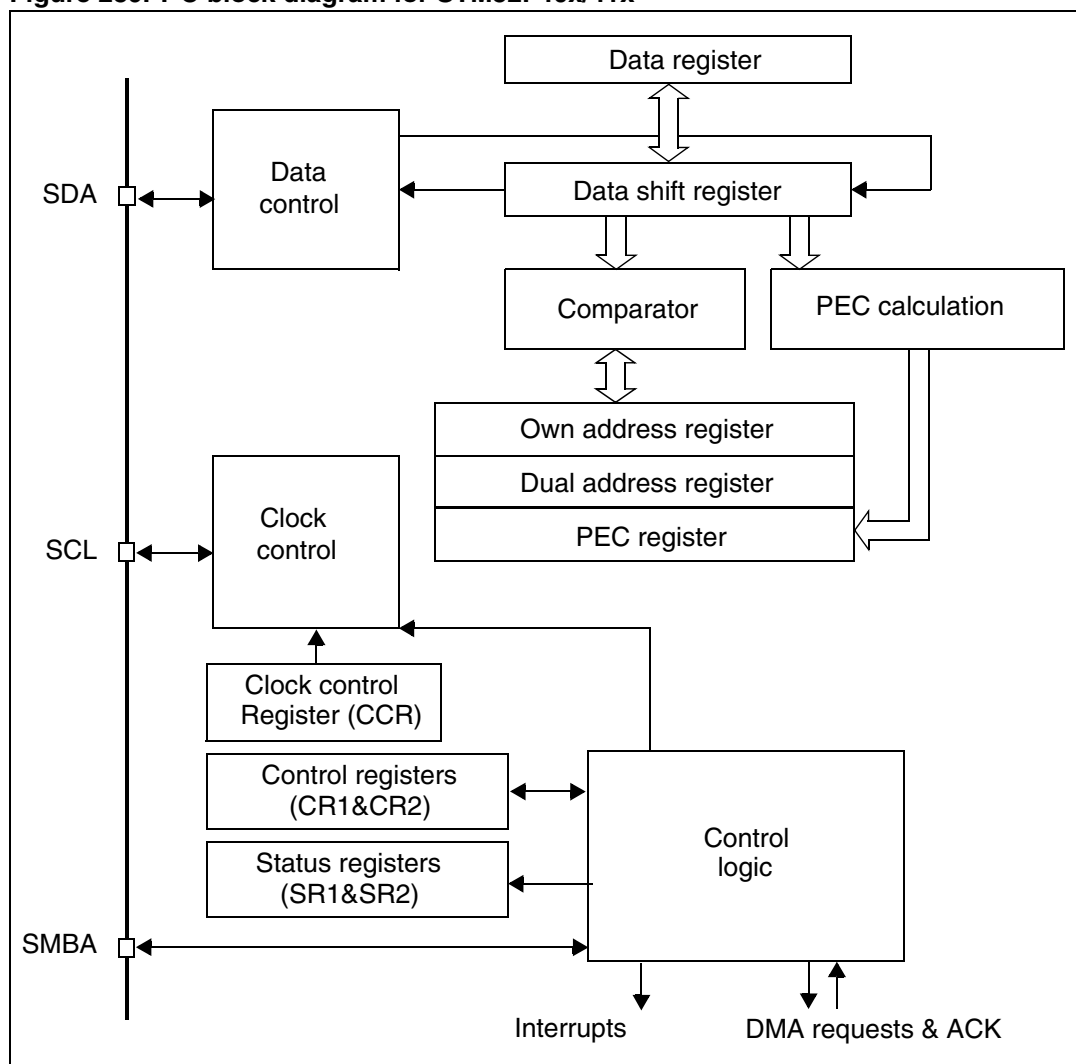 Data register
Data
control
SDA
Data shift register
Comparator
PEC calculation
Own address register
Dual address register
PEC register
Clock
control
SCL
Clock control
Register (CCR)
Control registers
(CR1&CR2)
Control
logic
Status registers
(SR1&SR2)
SMBA
Interrupts
DMA requests & ACK